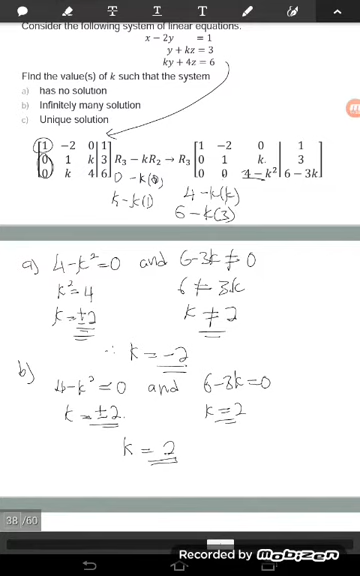 Consider the following system of linear equations.
x − 2y = 1
y + kz = 3
ky + 4z = 6
Find the value(s) of k such that the system
a) has no solution
b) Infinitely many solution
c) Unique solution
[1 −2 0 | 1] [1 −2 0 | 1]
[0 1 k | 3] R₃ − kR₂ → R₃ [0 1 k | 3]
[0 k 4 | 6] [0 0 4 − k² | 6 − 3k]
0 − k(0) 4 − k(k)
k − k(1) 6 − k(3)
a) 4 − k² = 0 and 6 − 3k ≠ 0
k² = 4 6 ≠ 3k
k = ±2 k ≠ 2
∴ k = −2
b) 4 − k² = 0 and 6 − 3k = 0
k = ±2 k = 2
k = 2
38 / 60
Recorded by Mobizen